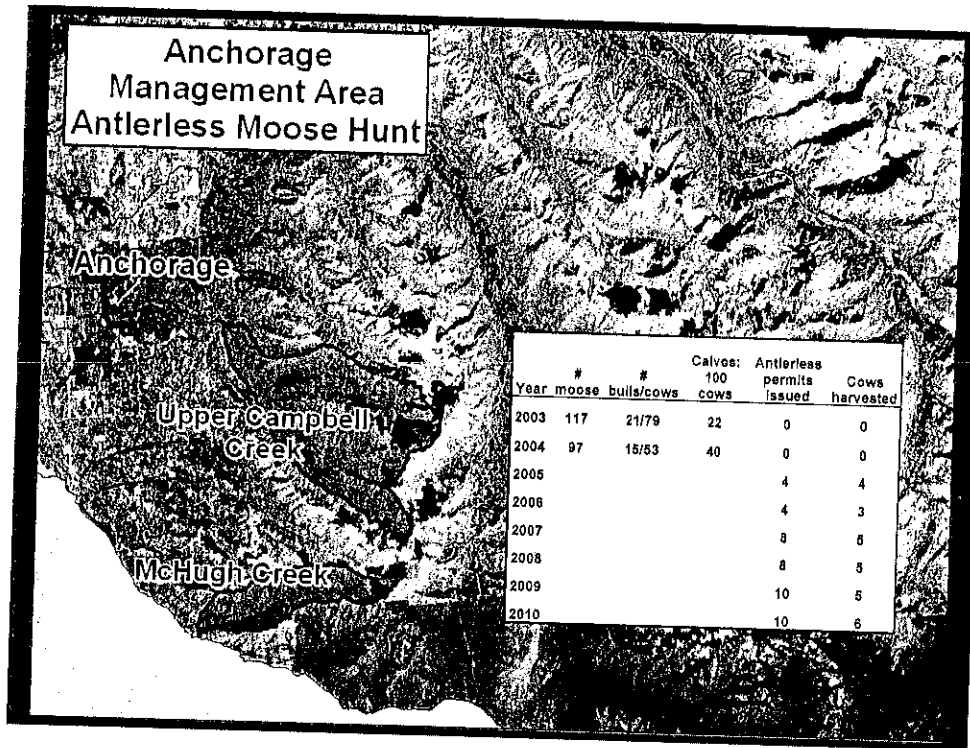 Anchorage
Management Area
Antlerless Moose Hunt
Anchorage
Upper Campbell
Creek
McHugh Creek
Year # moose # bulls/cows Calves: 100 cows Antlerless permits issued Cows harvested
2003 117 21/79 22 0 0
2004 97 15/53 40 0 0
2005 4 4
2006 4 3
2007 8
2008 8 5
2009 10 5
2010 10 6